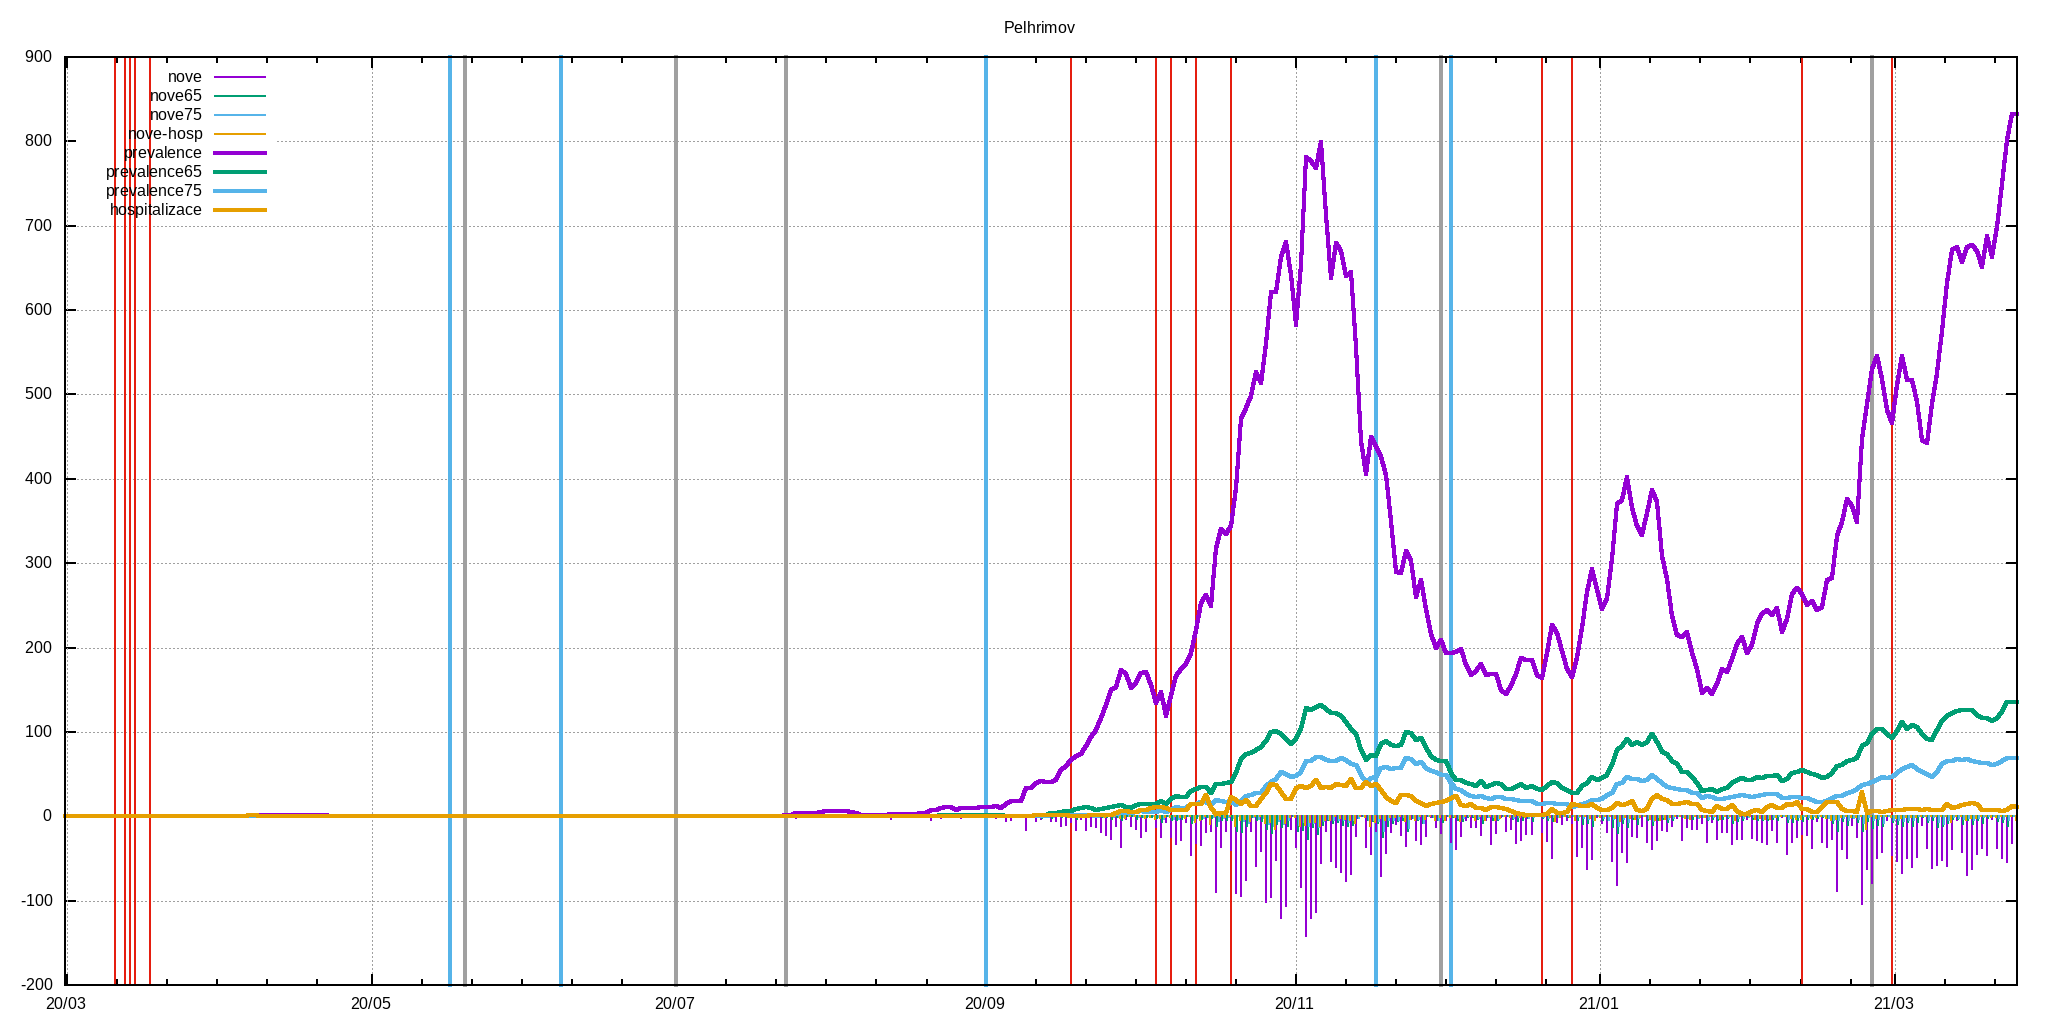 Pelhrimov
900
800
700
600
500
400
300
200
100
0
-100
-200
nove
nove65
nove75
nove-hosp
prevalence
prevalence65
prevalence75
hospitalizace
20/03 20/05 20/07 20/09 20/11 21/01 21/03